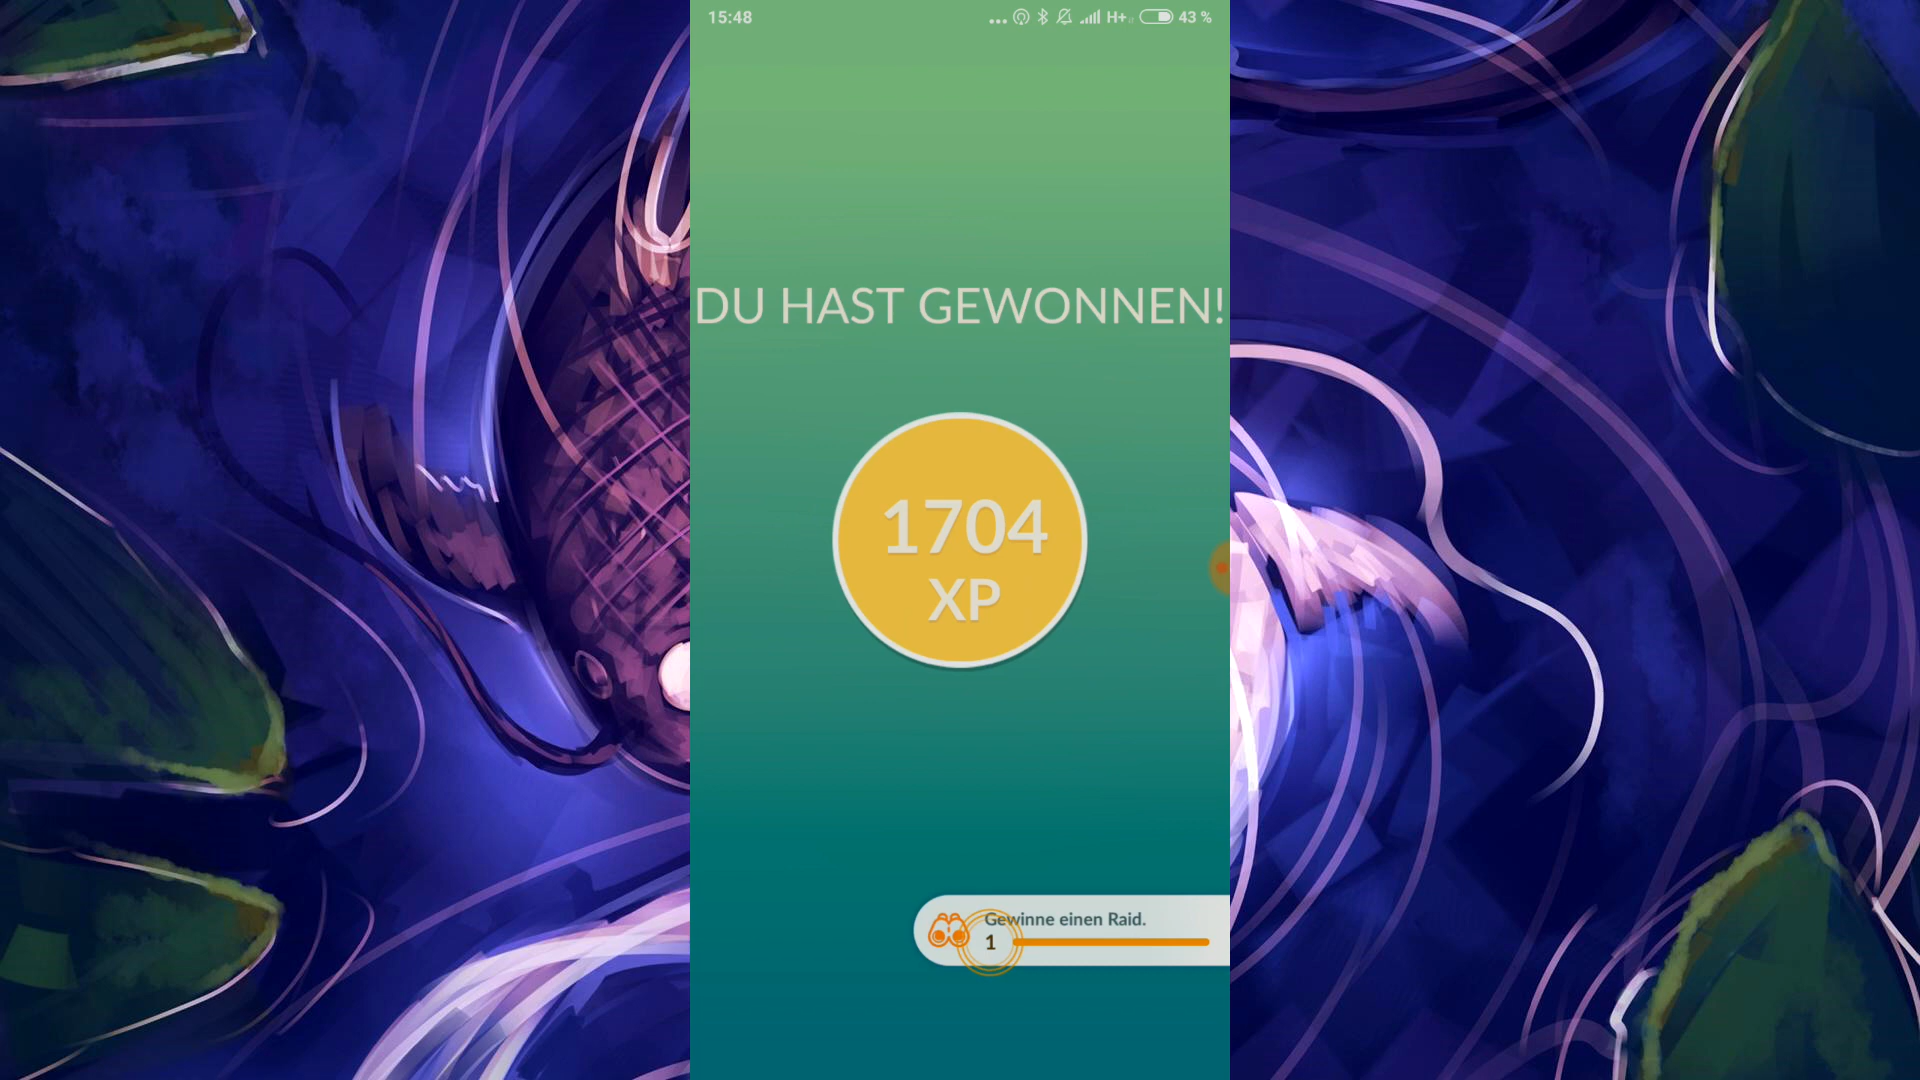 15:48
... H+ 43 %
DU HAST GEWONNEN!
1704
XP
Gewinne einen Raid.
1